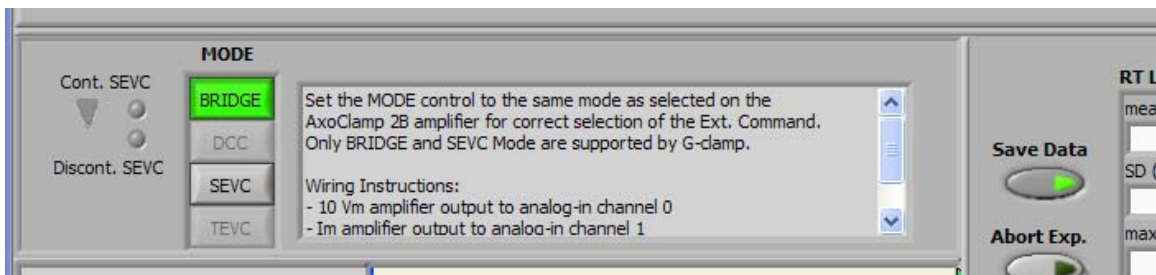 MODE
Cont. SEVC
Discont. SEVC
BRIDGE
DCC
SEVC
TEVC
Set the MODE control to the same mode as selected on the
AxoClamp 2B amplifier for correct selection of the Ext. Command.
Only BRIDGE and SEVC Mode are supported by G-clamp.
Wiring Instructions:
- 10 Vm amplifier output to analog-in channel 0
- Im amplifier output to analog-in channel 1
Save Data
Abort Exp.
RT L
mea
SD (
max